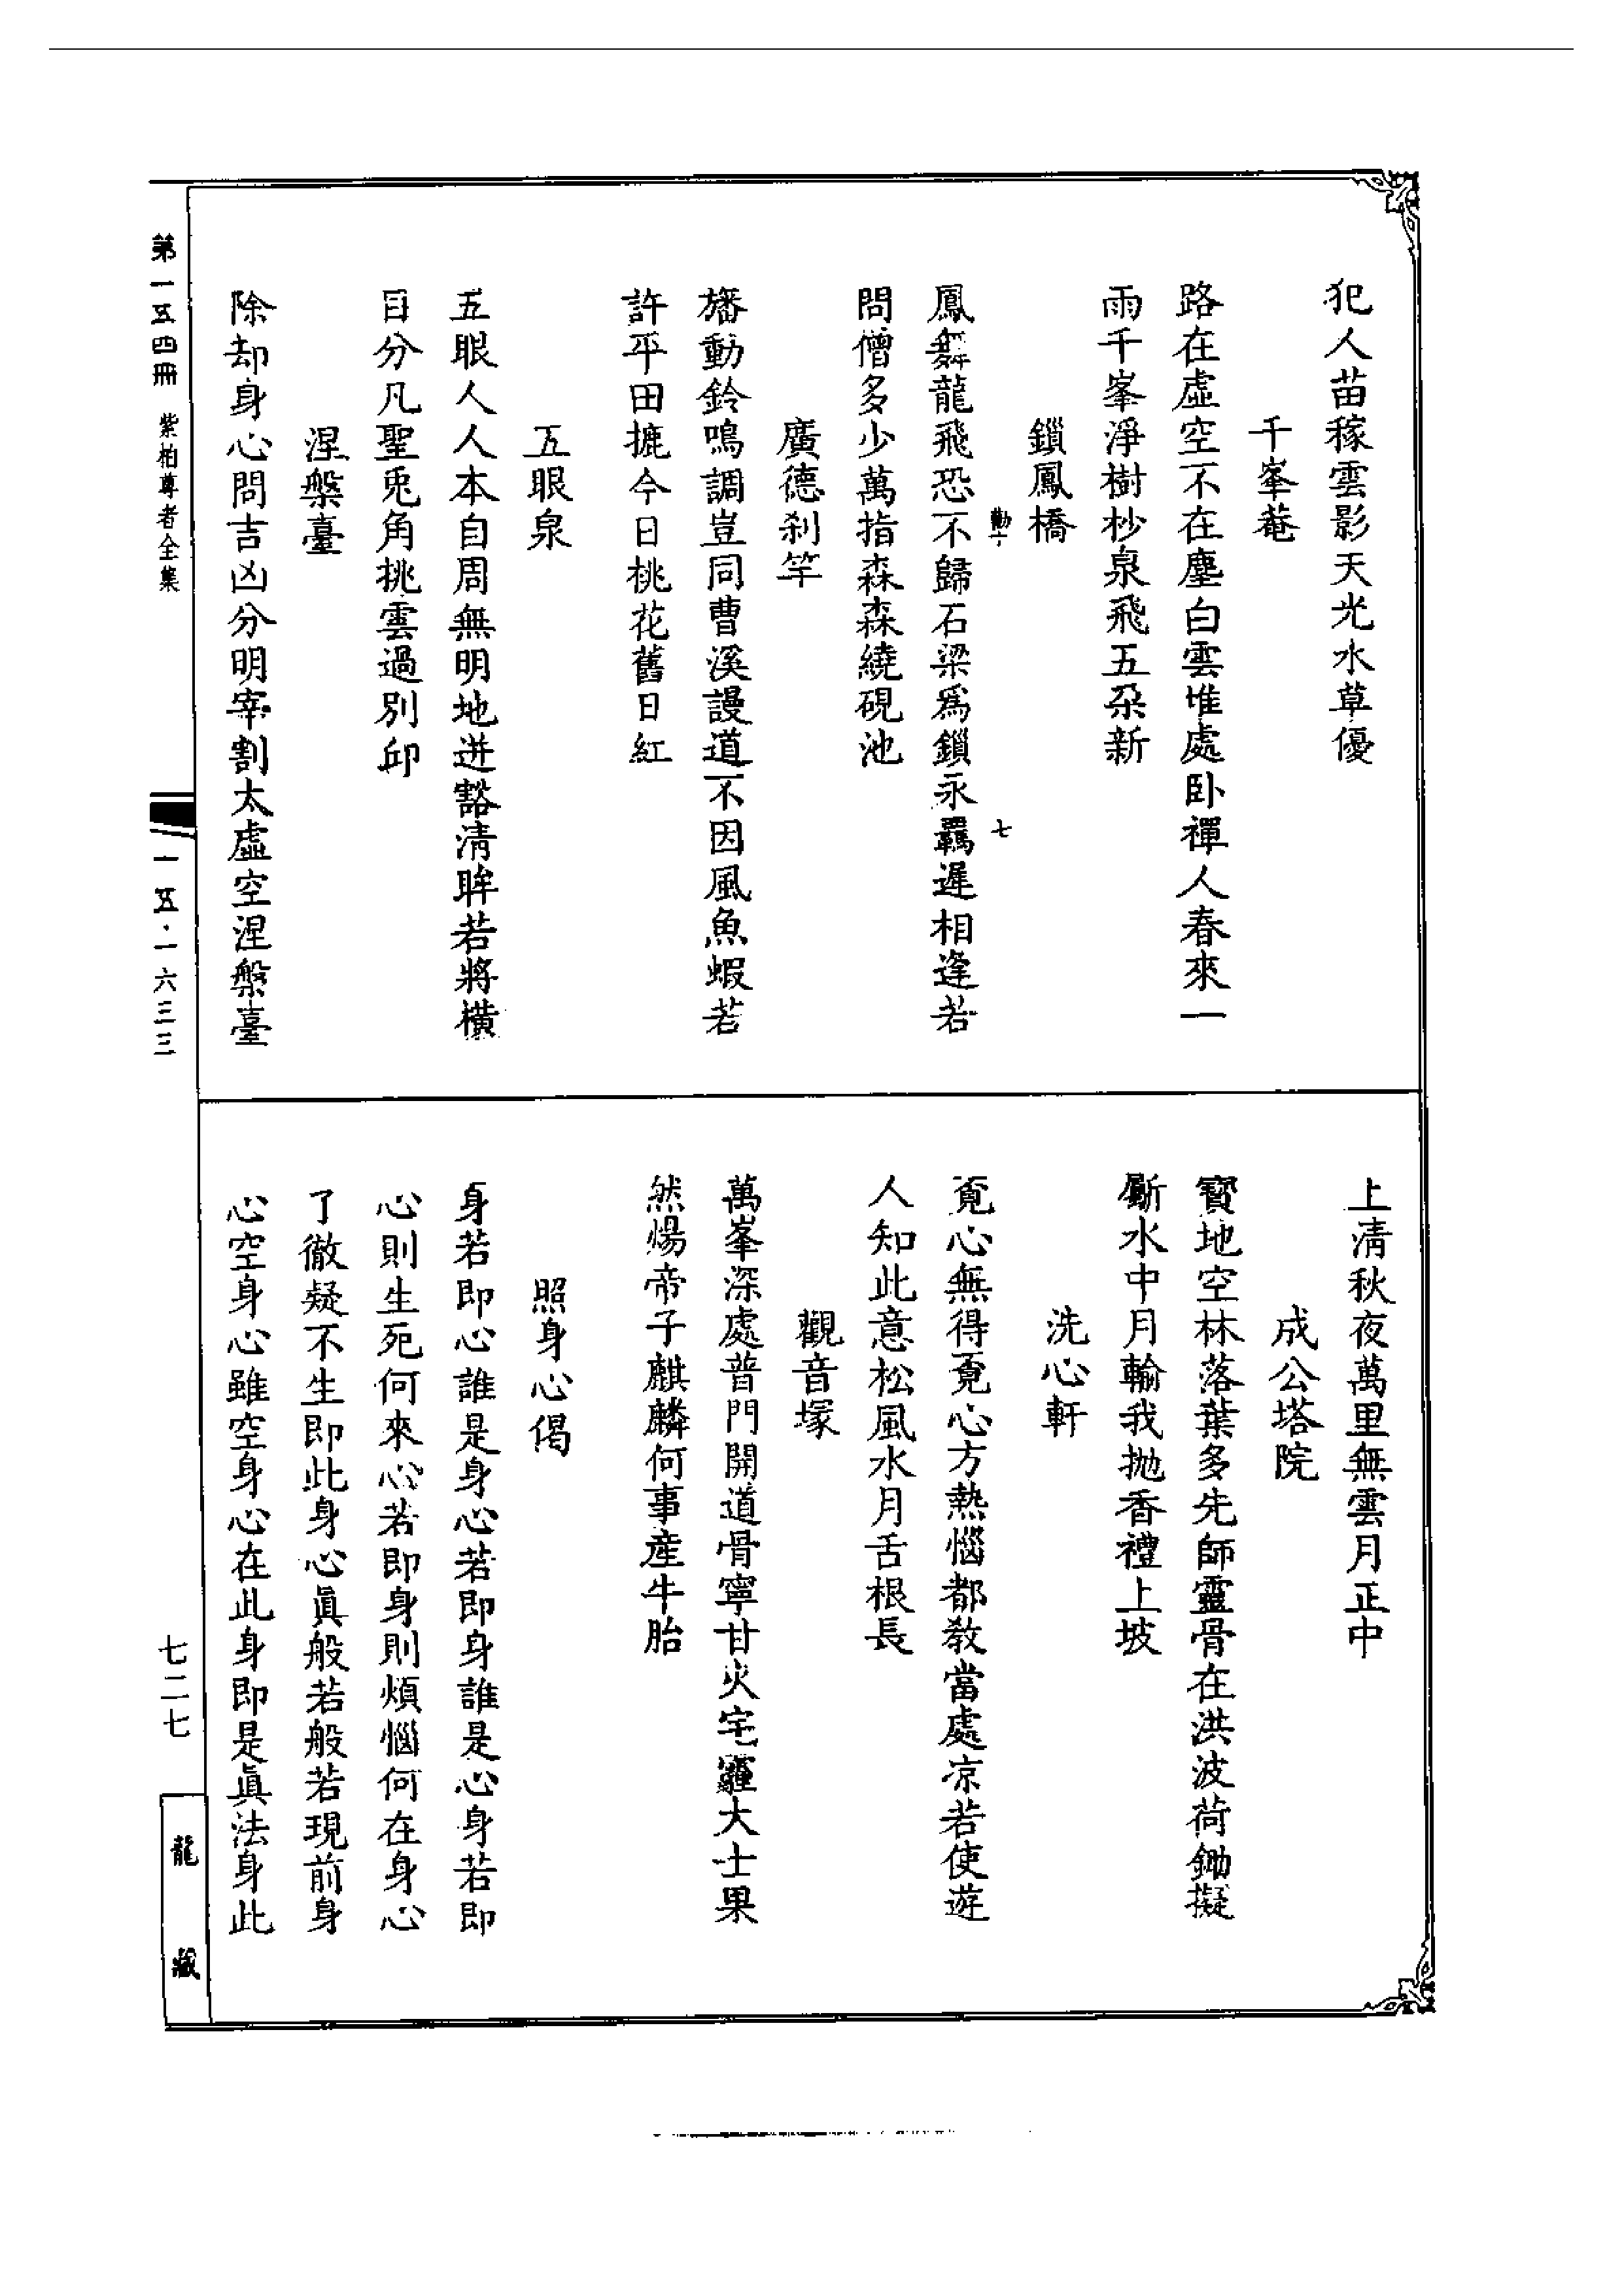 犯人苗稼雲影天光水草優
千峯菴
路在虛空不在塵白雲堆處卧禪人春來一
雨千峯淨樹杪泉飛五朶新
鎖鳳橋
勸十 七
鳳舞龍飛恐不歸石梁爲鎖永羈遲相逢若
問僧多少萬指森森繞硯池
廣德刹竿
旛動鈴鳴調豈同曹溪謾道不因風魚蝦若
許平田摝今日桃花舊日紅
五眼泉
五眼人人本自周無明地迸豁清眸若將橫
目分凡聖兎角挑雲過別邱
涅槃臺
除却身心問吉凶分明宰割太虛空涅槃臺
上清秋夜萬里無雲月正中
成公塔院
寶地空林落葉多先師靈骨在洪波荷鋤擬
斸水中月輸我抛香禮上坡
洗心軒
覓心無得覓心方熱惱都教當處凉若使遊
人知此意松風水月舌根長
觀音塚
萬峯深處普門開道骨寧甘火宅霾大士果
然煬帝子麒麟何事産牛胎
照身心偈
身若即心誰是身心若即身誰是心身若即
心則生死何來心若即身則煩惱何在身心
了徹疑不生即此身心眞般若般若現前身
心空身心雖空身心在此身即是眞法身此
第一五四冊 紫柏尊者全集
一五·一六三三
七二七
龍藏